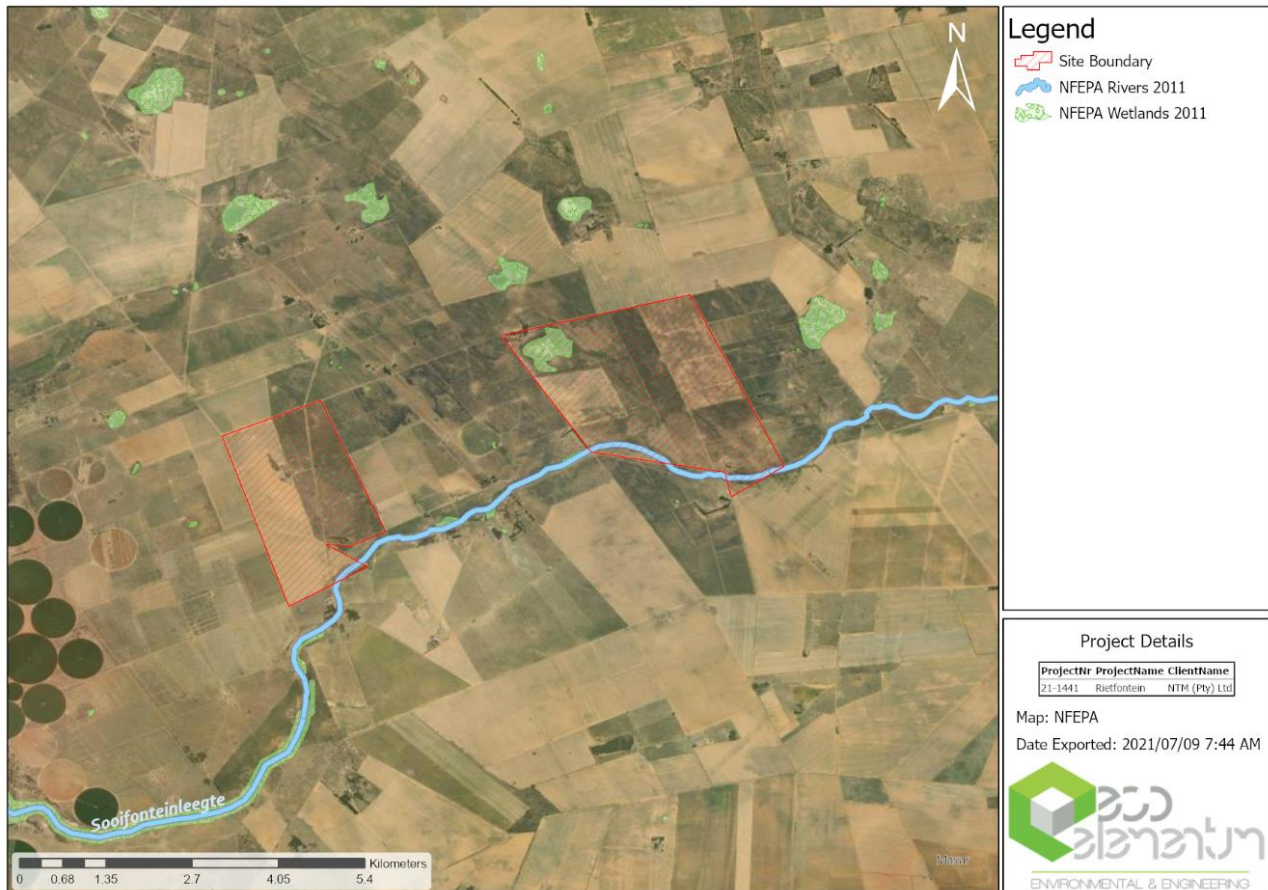 N
Sooifonteinleegte
Kilometers
0 0.68 1.35 2.7 4.05 5.4
Maxar
Legend
Site Boundary
NFEPA Rivers 2011
NFEPA Wetlands 2011
Project Details
ProjectNr ProjectName ClientName
21-1441 Rietfontein NTM (Pty) Ltd
Map: NFEPA
Date Exported: 2021/07/09 7:44 AM
eco
elementum
ENVIRONMENTAL & ENGINEERING